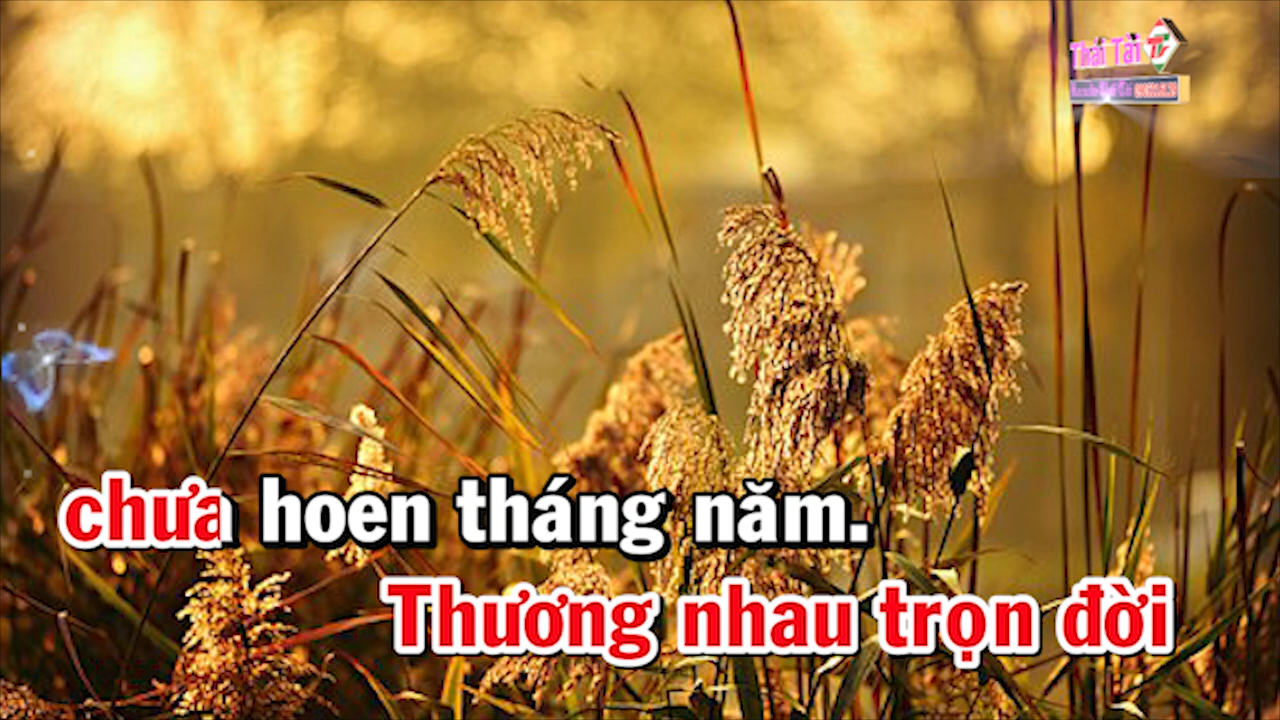 Thái Tài
chưa hoen tháng năm.
Thương nhau trọn đời